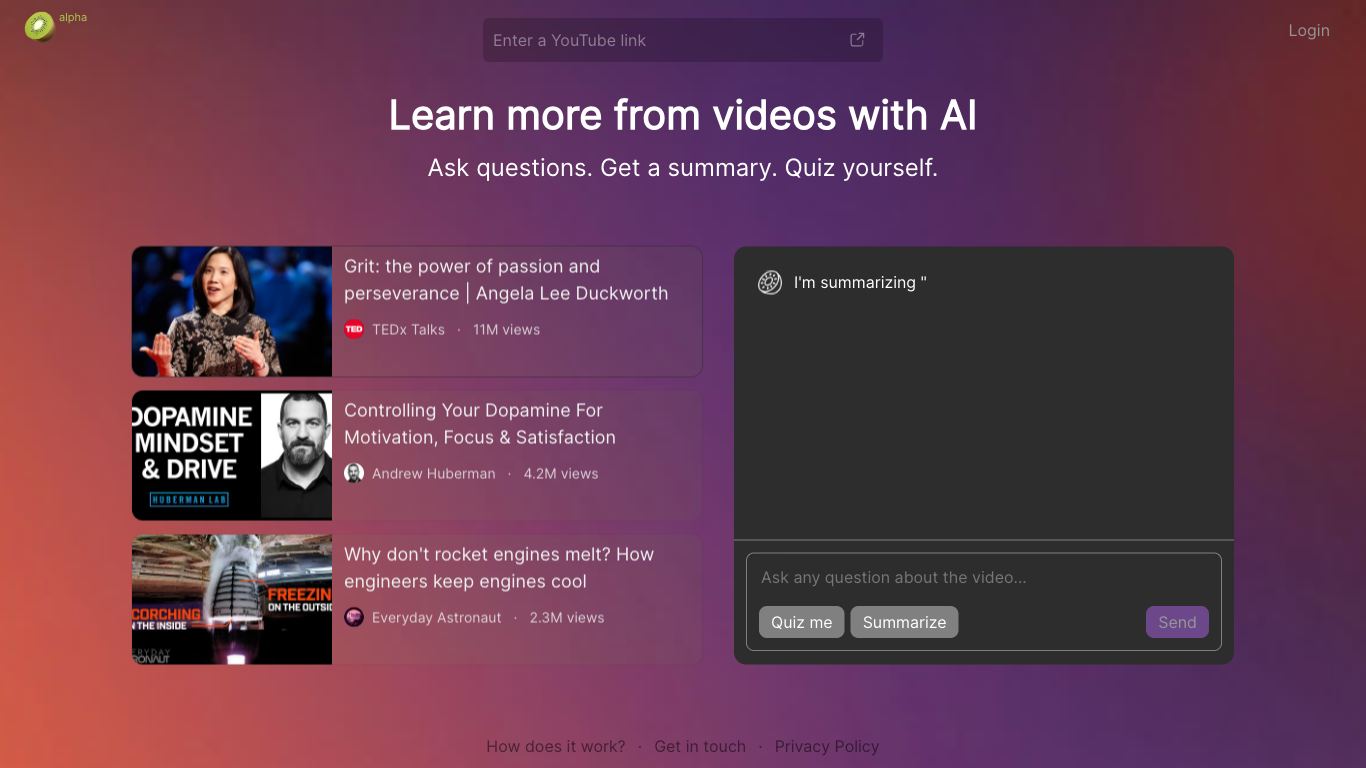 alpha
Enter a YouTube link
Login
Learn more from videos with AI
Ask questions. Get a summary. Quiz yourself.
Grit: the power of passion and
perseverance | Angela Lee Duckworth
TED
TEDx Talks · 11M views
DOPAMINE
MINDSET
& DRIVE
HUBERMAN LAB
Controlling Your Dopamine For
Motivation, Focus & Satisfaction
Andrew Huberman · 4.2M views
CORCHING
N THE INSIDE
FREEZIN
ON THE OUTSI
ERYDAY
RONAUT
Why don't rocket engines melt? How
engineers keep engines cool
Everyday Astronaut · 2.3M views
I'm summarizing "
Ask any question about the video...
Quiz me
Summarize
Send
How does it work? · Get in touch · Privacy Policy